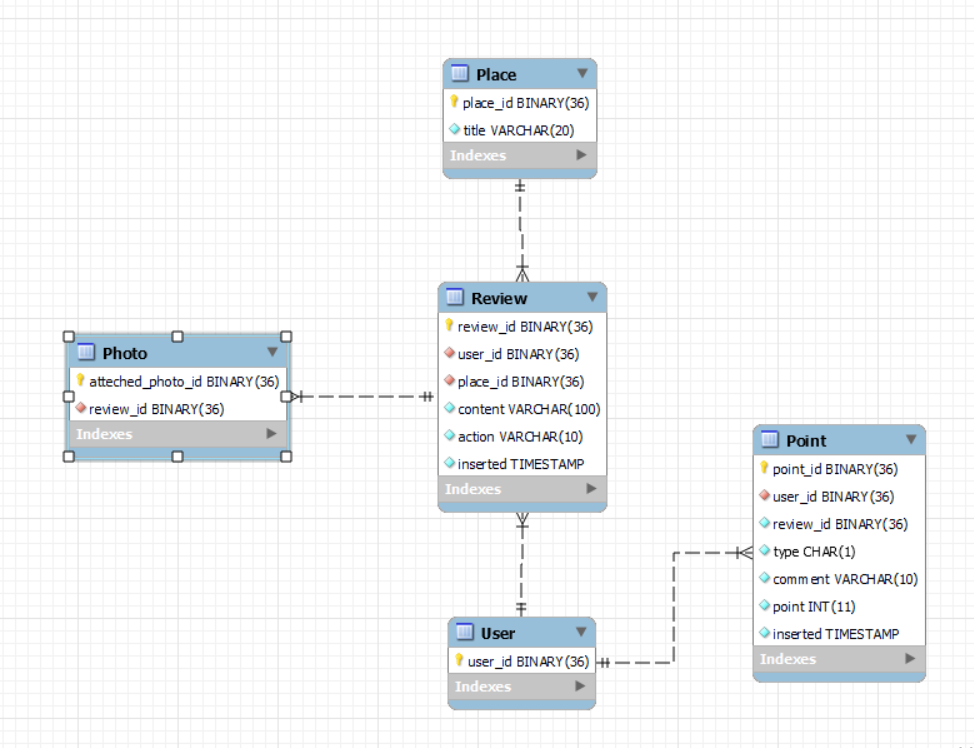 Place
place_id BINARY(36)
title VARCHAR(20)
Indexes
Review
review_id BINARY(36)
user_id BINARY(36)
place_id BINARY(36)
content VARCHAR(100)
action VARCHAR(10)
inserted TIMESTAMP
Indexes
Photo
atteched_photo_id BINARY(36)
review_id BINARY(36)
Indexes
Point
point_id BINARY(36)
user_id BINARY(36)
review_id BINARY(36)
type CHAR(1)
comment VARCHAR(10)
point INT(11)
inserted TIMESTAMP
Indexes
User
user_id BINARY(36)
Indexes